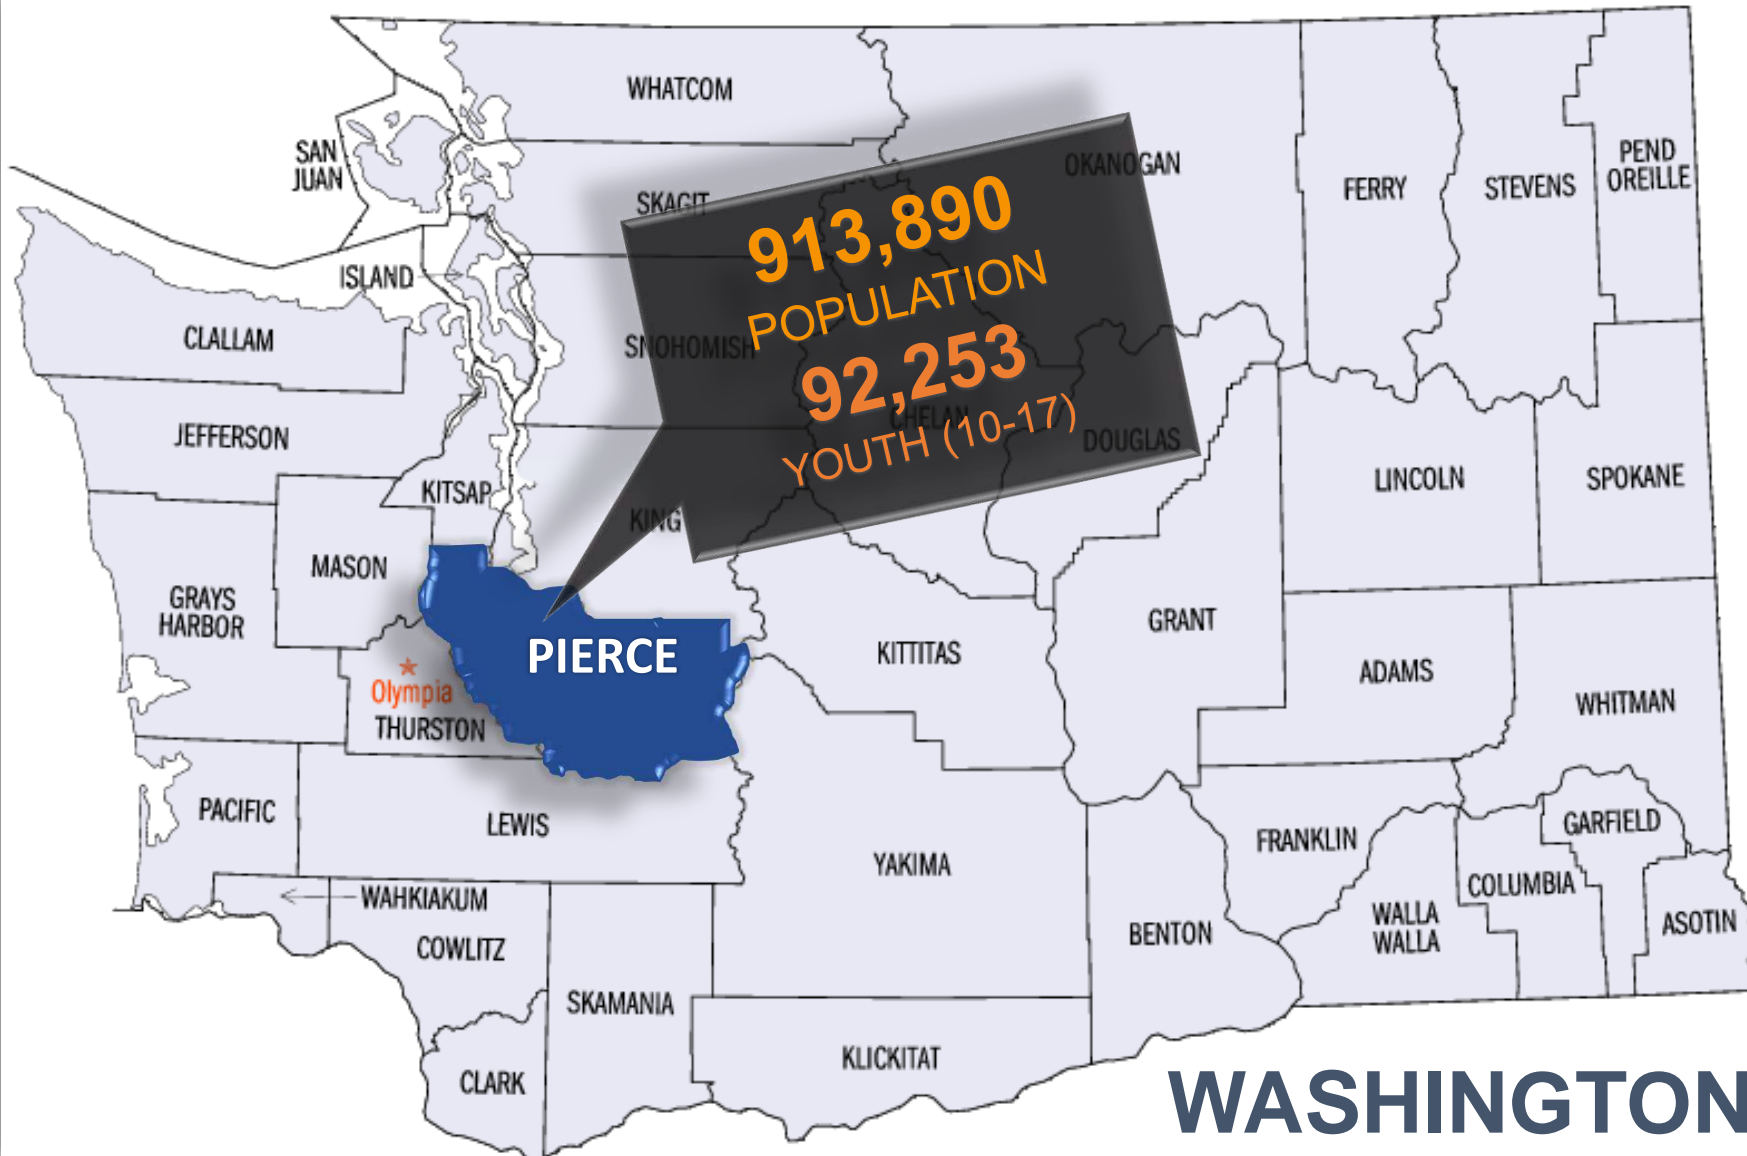 WHATCOM
SAN
JUAN
SKAGIT
OKANOGAN
FERRY
STEVENS
PEND
OREILLE
913,890
POPULATION
92,253
YOUTH (10-17)
ISLAND
CLALLAM
SNOHOMISH
CHELAN
DOUGLAS
JEFFERSON
KITSAP
KING
LINCOLN
SPOKANE
MASON
GRAYS
HARBOR
PIERCE
KITTITAS
GRANT
ADAMS
WHITMAN
Olympia
THURSTON
PACIFIC
LEWIS
YAKIMA
FRANKLIN
GARFIELD
WAHKIAKUM
COLUMBIA
WALLA
WALLA
ASOTIN
COWLITZ
BENTON
SKAMANIA
KLICKITAT
CLARK
WASHINGTON